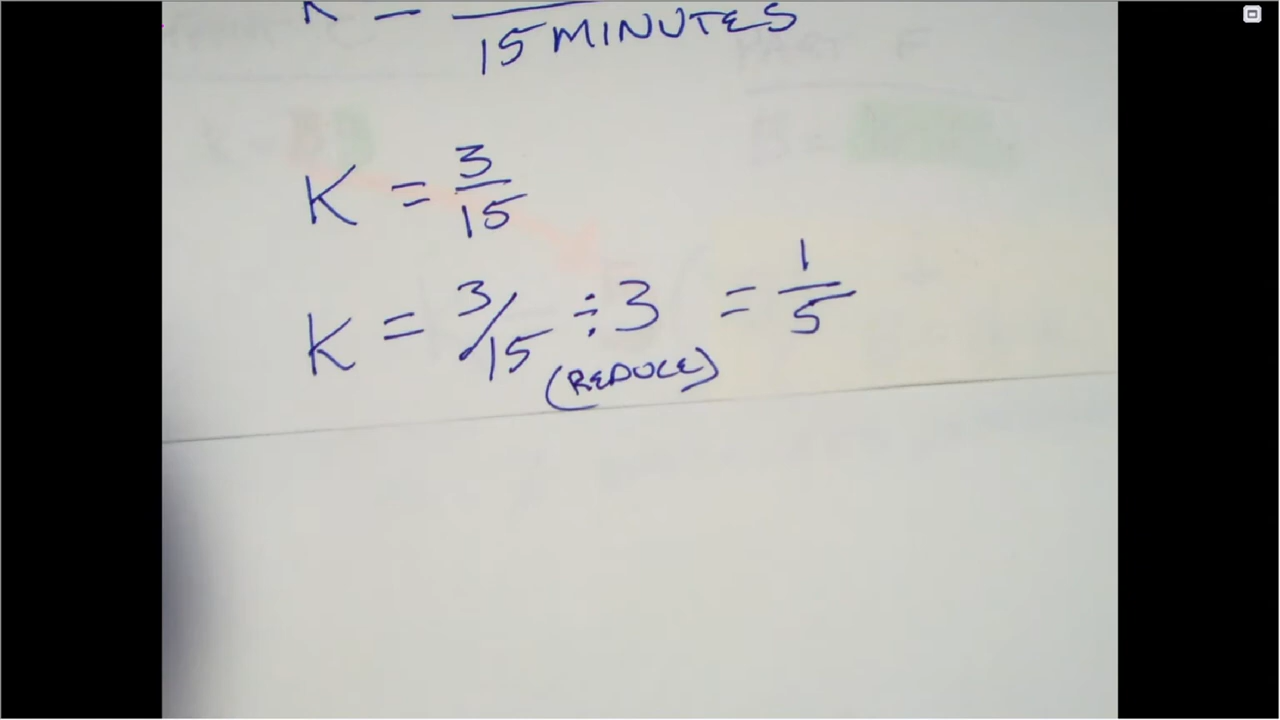 K =
15 MINUTES
K = 3/15
K = 3/15 ÷ 3 = 1/5
(REDUCE)